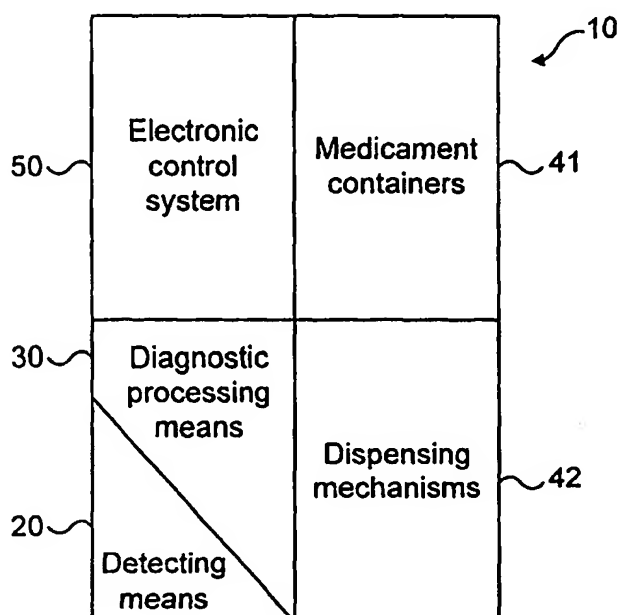 10
Electronic
control
system
50
Medicament
containers
41
30
Diagnostic
processing
means
Dispensing
mechanisms
42
20
Detecting
means